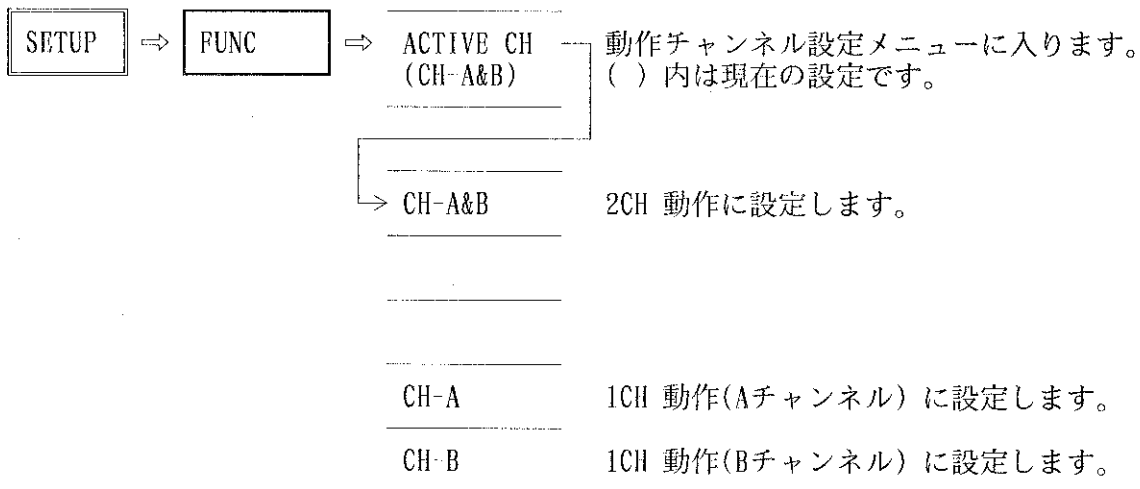 SETUP ⇨ FUNC ⇨ ACTIVE CH 動作チャンネル設定メニューに入ります。
(CH-A&B) ( ) 内は現在の設定です。
CH-A&B 2CH 動作に設定します。
CH-A 1CH 動作(Aチャンネル) に設定します。
CH-B 1CH 動作(Bチャンネル) に設定します。